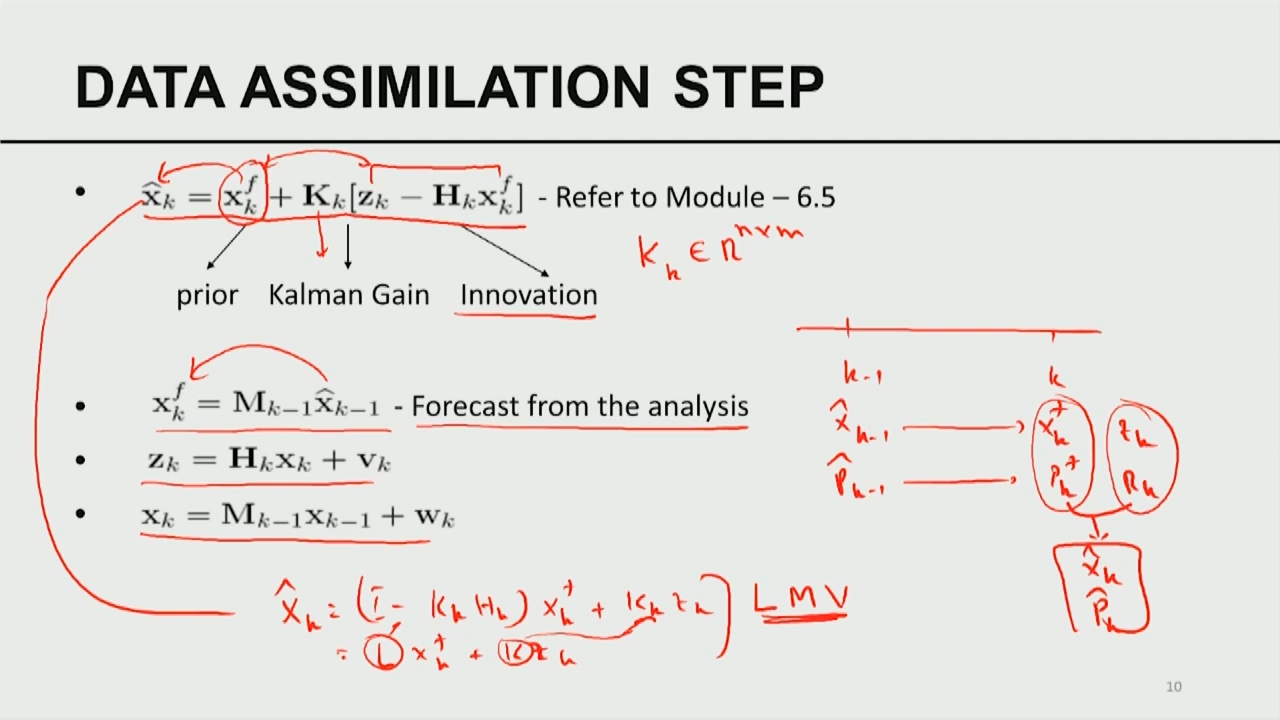 DATA ASSIMILATION STEP
• x̂_k = x_k^f + K_k[z_k − H_k x_k^f] - Refer to Module – 6.5
K_k ∈ R^{n×m}
prior Kalman Gain Innovation
k-1 k
• x_k^f = M_{k−1} x̂_{k−1} - Forecast from the analysis
x̂_{k-1} x_k^f z_k
• z_k = H_k x_k + v_k
P̂_{k-1} P_k^f R_k
• x_k = M_{k−1} x_{k−1} + w_k
x̂_k
P̂_k
x̂_k = (I - K_k H_k) x_k^f + K_k z_k ] LMV
= L x_k^f + K z_k
10